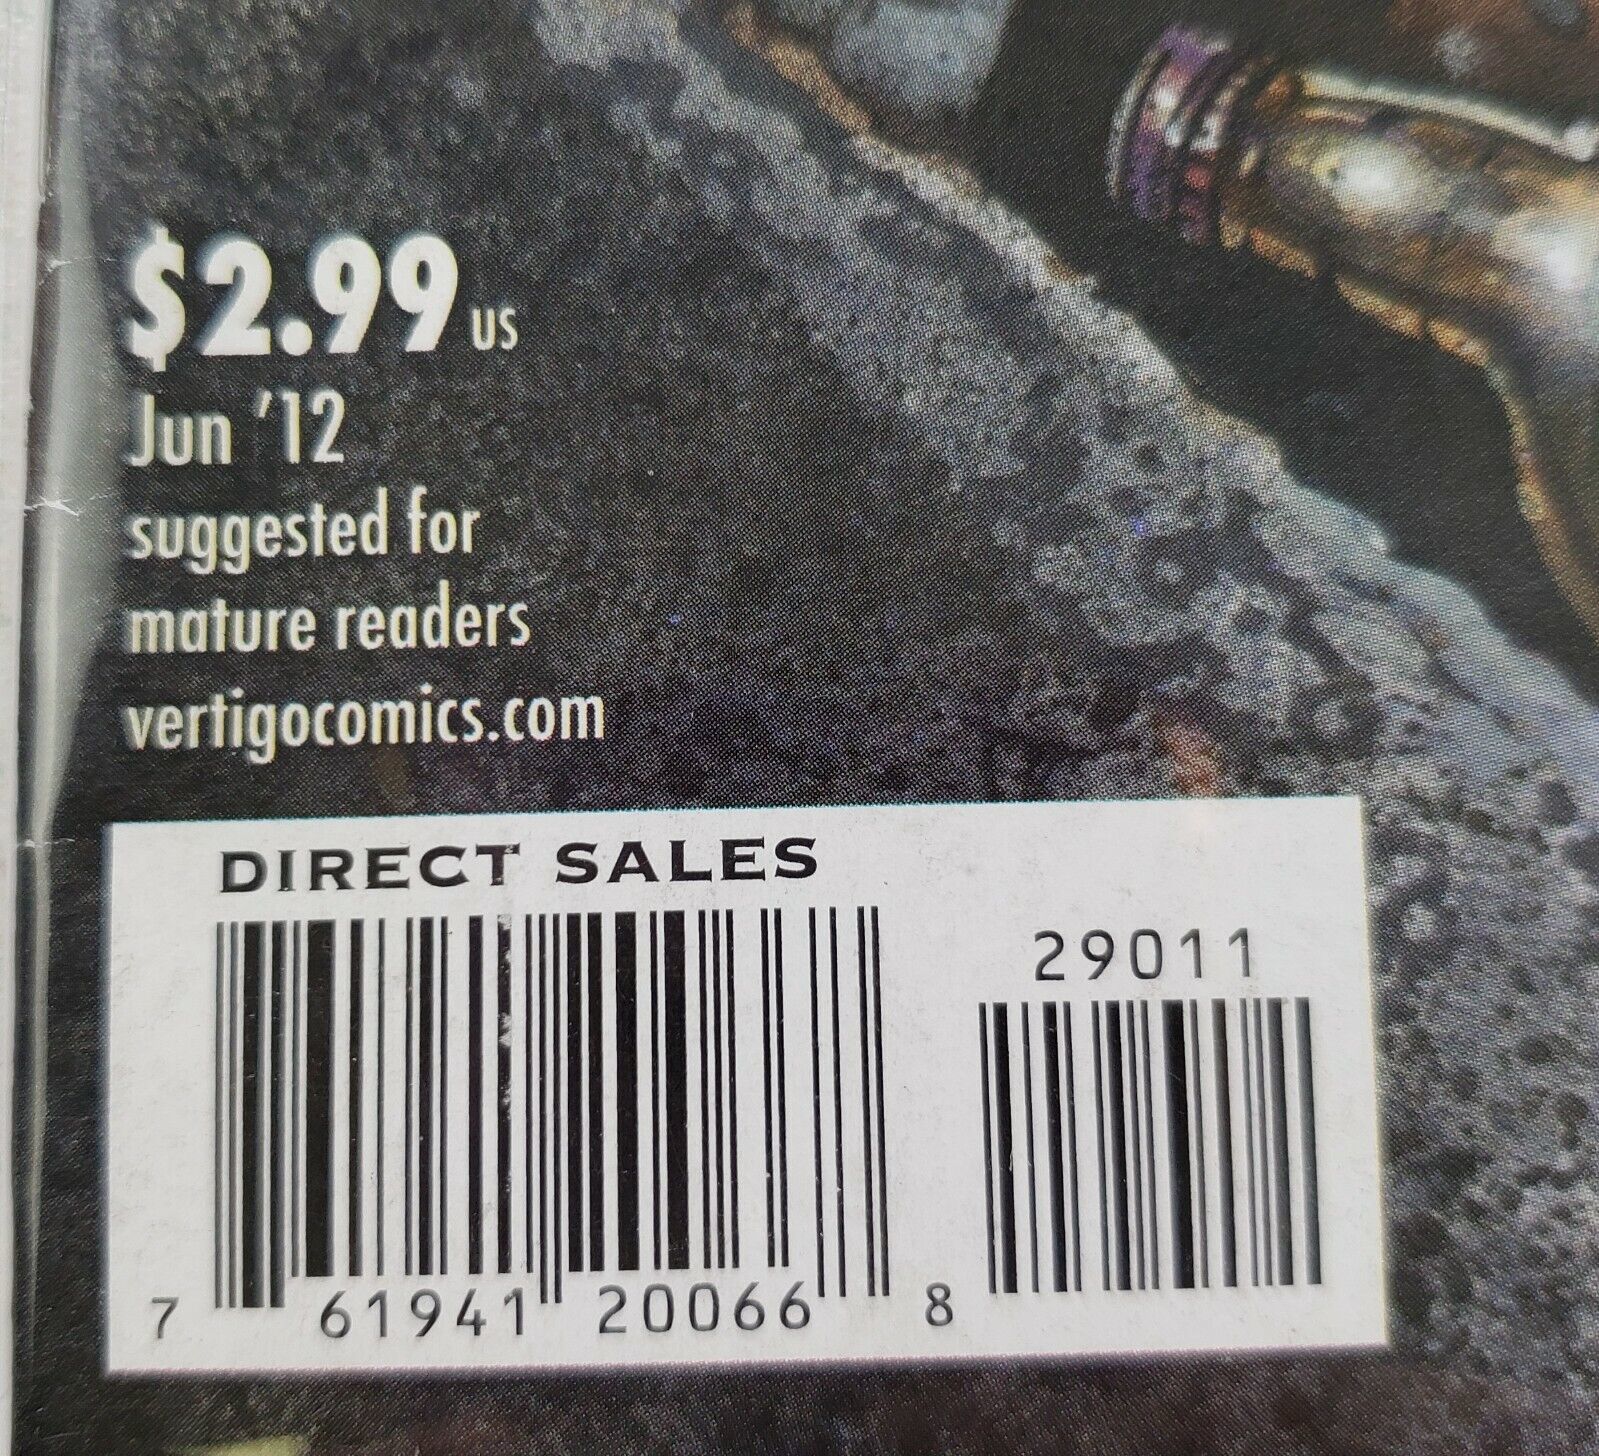 $2.99 US
Jun '12
suggested for
mature readers
vertigocomics.com
DIRECT SALES
29011
7 61941 20066 8